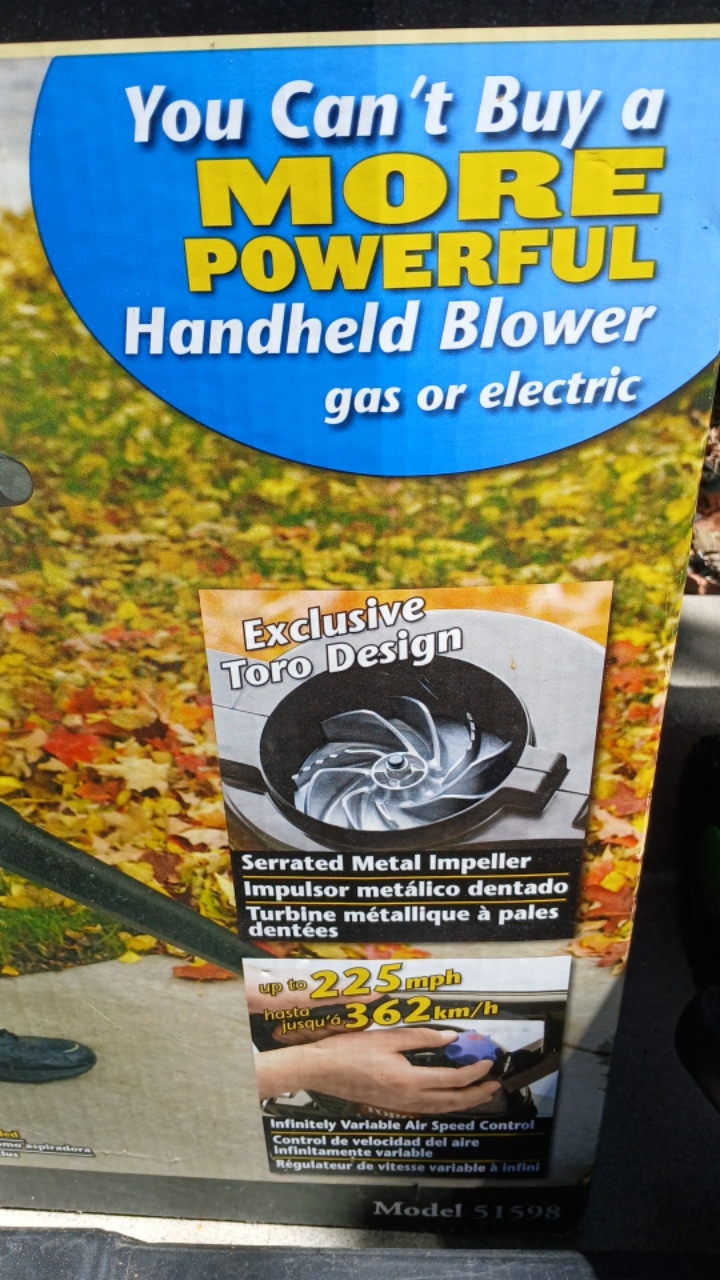 You Can't Buy a
MORE
POWERFUL
Handheld Blower
gas or electric
Exclusive
Toro Design
Serrated Metal Impeller
Impulsor metálico dentado
Turbine métallique à pales
dentées
up to 225 mph
hasta
jusqu'à 362 km/h
Infinitely Variable Air Speed Control
Control de velocidad del aire
Infinitamente variable
Régulateur de vitesse variable à infini
aspiradora
Model 51598